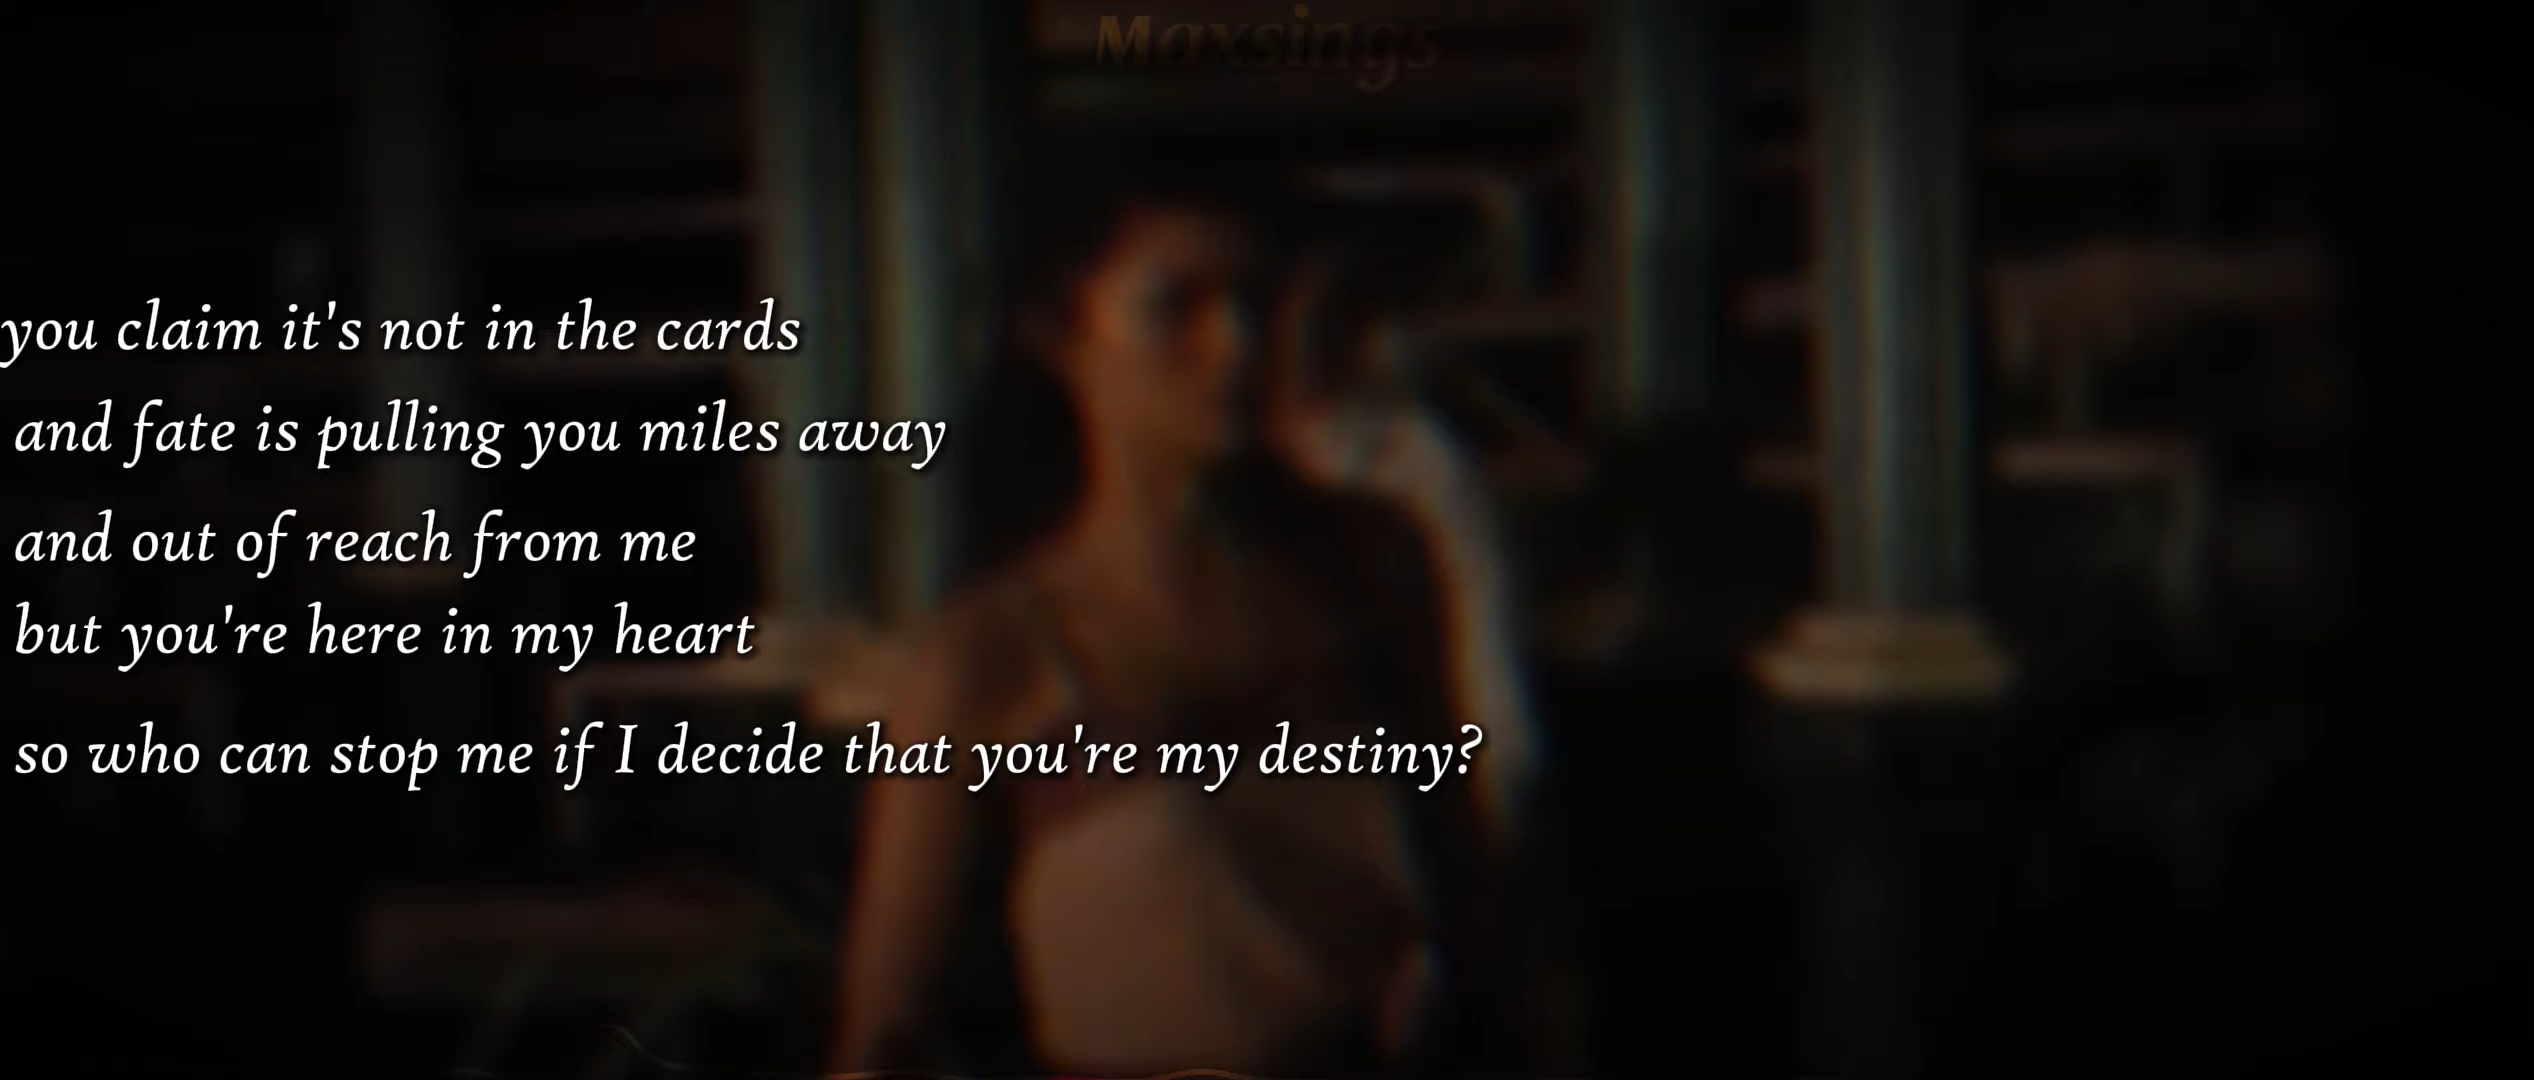 Maxsings
you claim it's not in the cards
and fate is pulling you miles away
and out of reach from me
but you're here in my heart
so who can stop me if I decide that you're my destiny?